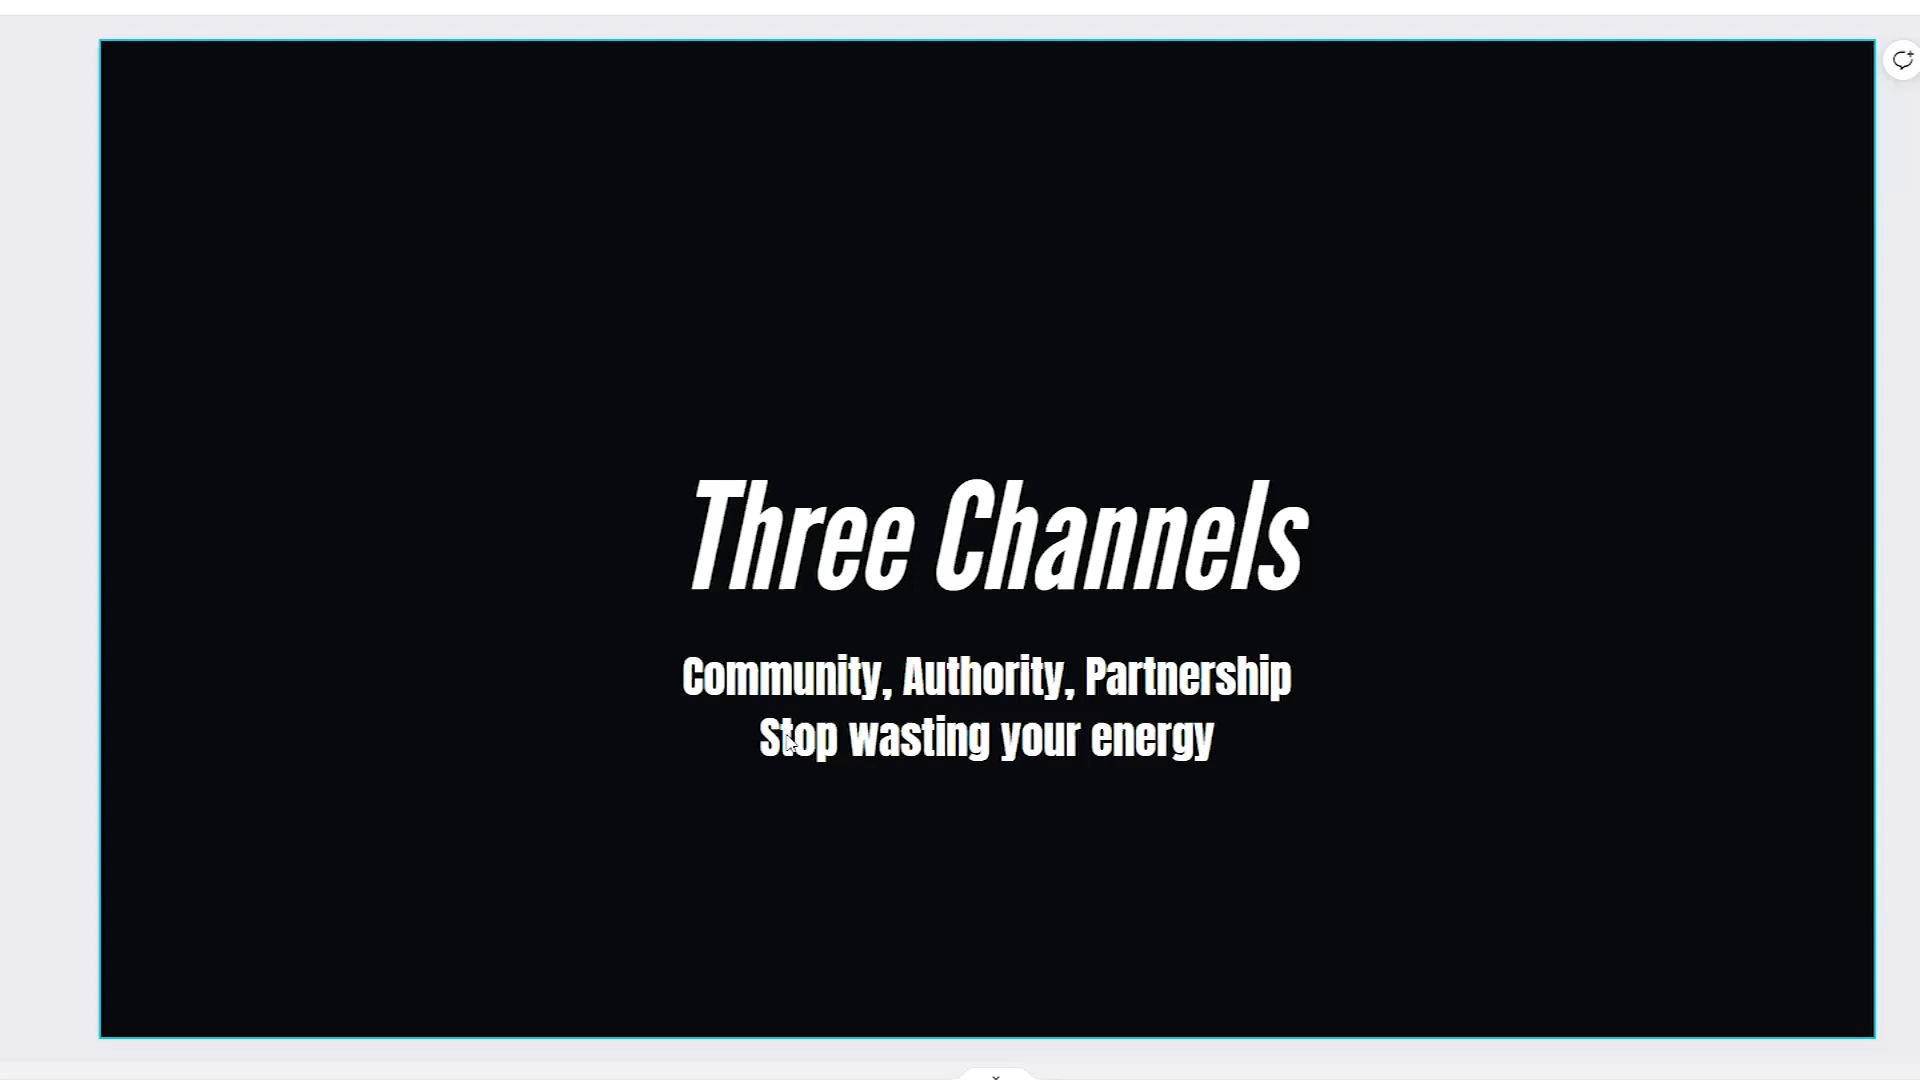 Three Channels
Community, Authority, Partnership
Stop wasting your energy